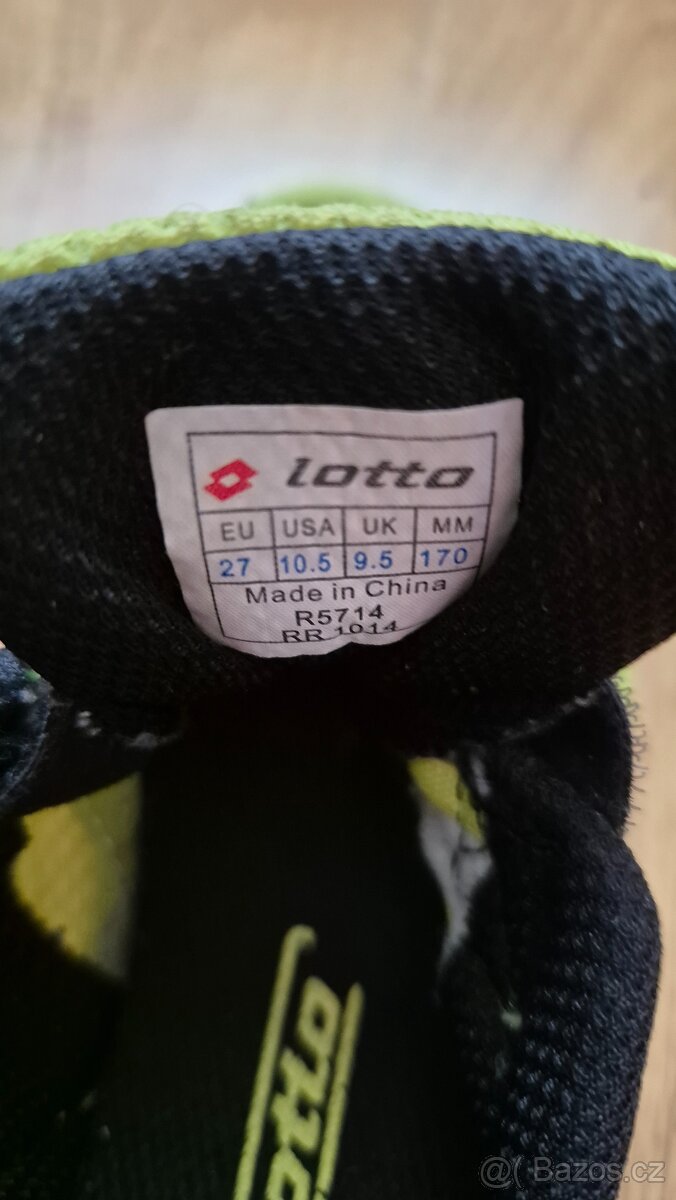 lotto
EU USA UK MM
27 10.5 9.5 170
Made in China
R5714
RR 1014
otto
@( Bazos.cz